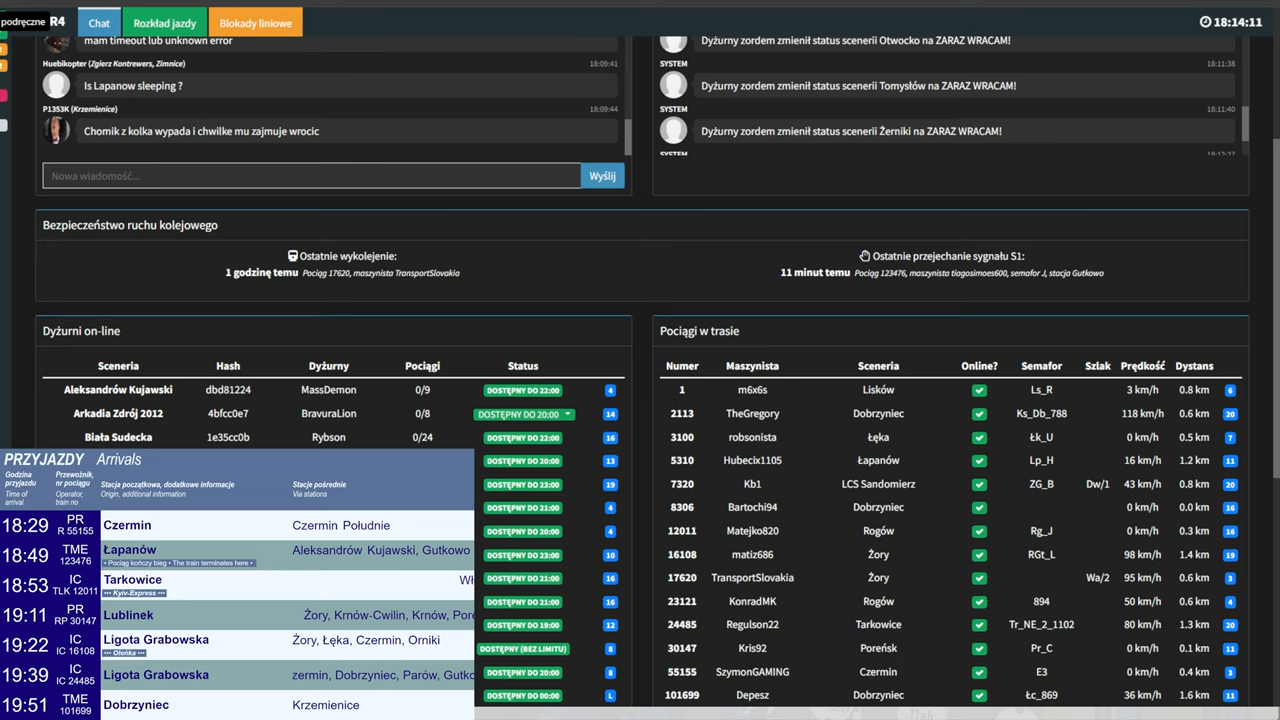 podręczne
R4
Chat
Rozkład jazdy
Blokady liniowe
18:14:11
mam timeout lub unknown error
Huebikopter (Zgierz Kontrewers, Zimnice) 18:09:41
Is Lapanow sleeping ?
P1353K (Krzemienice) 18:09:44
Chomik z kolka wypada i chwilke mu zajmuje wrocic
Nowa wiadomość... Wyślij
Dyżurny zordem zmienił status scenerii Otwocko na ZARAZ WRACAM!
SYSTEM 18:11:38
Dyżurny zordem zmienił status scenerii Tomysłów na ZARAZ WRACAM!
SYSTEM 18:11:40
Dyżurny zordem zmienił status scenerii Żerniki na ZARAZ WRACAM!
SYSTEM
Bezpieczeństwo ruchu kolejowego
Ostatnie wykolejenie:
1 godzinę temu Pociąg 17620, maszynista TransportSlovakia
Ostatnie przejechanie sygnału S1:
11 minut temu Pociąg 123476, maszynista tiagosimoes600, semafor J, stacja Gutkowo
Dyżurni on-line
Sceneria Hash Dyżurny Pociągi Status
Aleksandrów Kujawski dbd81224 MassDemon 0/9 DOSTĘPNY DO 22:00 4
Arkadia Zdrój 2012 4bfcc0e7 BravuraLion 0/8 DOSTĘPNY DO 20:00 14
Biała Sudecka 1e35cc0b Rybson 0/24 DOSTĘPNY DO 22:00 16
DOSTĘPNY DO 20:00 13
DOSTĘPNY DO 23:00 19
DOSTĘPNY DO 20:00 5
DOSTĘPNY DO 20:00 16
DOSTĘPNY DO 23:00 10
DOSTĘPNY DO 21:00 16
DOSTĘPNY DO 21:00 16
DOSTĘPNY DO 19:00 12
DOSTĘPNY (BEZ LIMITU) 6
DOSTĘPNY DO 20:00 8
DOSTĘPNY DO 00:00 L
Pociągi w trasie
Numer Maszynista Sceneria Online? Semafor Szlak Prędkość Dystans
1 m6x6s Lisków Ls_R 3 km/h 0.8 km 6
2113 TheGregory Dobrzyniec Ks_Db_788 118 km/h 0.6 km 20
3100 robsonista Łęka Łk_U 0 km/h 0.5 km 7
5310 Hubecix1105 Łapanów Lp_H 16 km/h 1.2 km 11
7320 Kb1 LCS Sandomierz ZG_B Dw/1 43 km/h 0.8 km 20
8306 Bartochi94 Dobrzyniec 0 km/h 0.0 km 16
12011 Matejko820 Rogów Rg_J 0 km/h 0.3 km 16
16108 matiz686 Żory RGt_L 98 km/h 1.4 km 19
17620 TransportSlovakia Żory Wa/2 95 km/h 0.6 km 3
23121 KonradMK Rogów 894 50 km/h 0.6 km 4
24485 Regulson22 Tarkowice Tr_NE_2_1102 80 km/h 1.3 km 20
30147 Kris92 Poreńsk Pr_C 0 km/h 0.1 km 3
55155 SzymonGAMING Czermin E3 0 km/h 0.4 km 3
101699 Depesz Dobrzyniec Łc_869 36 km/h 1.6 km 11
PRZYJAZDY Arrivals
Godzina przyjazdu Przewoźnik, nr pociągu Stacja początkowa, dodatkowe informacje Stacje pośrednie
Time of arrival Operator, train no Origin, additional information Via stations
18:29 PR R 55155 Czermin Czermin Południe
18:49 TME 123476 Łapanów Aleksandrów Kujawski, Gutkowo
• Pociąg kończy bieg • The train terminates here •
18:53 IC TLK 12011 Tarkowice Wł
••• Kyiv-Express •••
19:11 PR RP 30147 Lublinek Żory, Krnów-Cwilin, Krnów, Pore
19:22 IC IC 16108 Ligota Grabowska Żory, Łęka, Czermin, Orniki
••• Oleńka •••
19:39 IC IC 24485 Ligota Grabowska zermin, Dobrzyniec, Parów, Gutko
19:51 TME 101699 Dobrzyniec Krzemienice